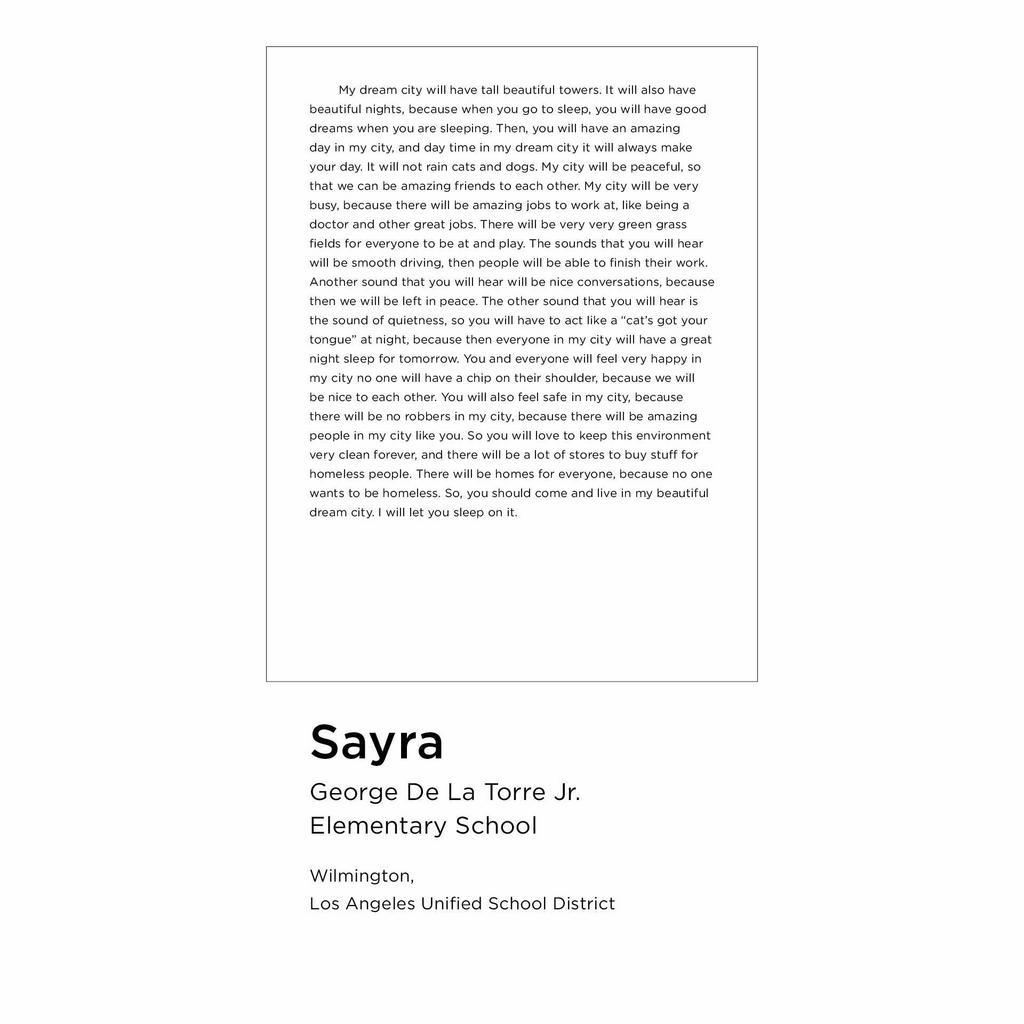 My dream city will have tall beautiful towers. It will also have
beautiful nights, because when you go to sleep, you will have good
dreams when you are sleeping. Then, you will have an amazing
day in my city, and day time in my dream city it will always make
your day. It will not rain cats and dogs. My city will be peaceful, so
that we can be amazing friends to each other. My city will be very
busy, because there will be amazing jobs to work at, like being a
doctor and other great jobs. There will be very very green grass
fields for everyone to be at and play. The sounds that you will hear
will be smooth driving, then people will be able to finish their work.
Another sound that you will hear will be nice conversations, because
then we will be left in peace. The other sound that you will hear is
the sound of quietness, so you will have to act like a “cat’s got your
tongue” at night, because then everyone in my city will have a great
night sleep for tomorrow. You and everyone will feel very happy in
my city no one will have a chip on their shoulder, because we will
be nice to each other. You will also feel safe in my city, because
there will be no robbers in my city, because there will be amazing
people in my city like you. So you will love to keep this environment
very clean forever, and there will be a lot of stores to buy stuff for
homeless people. There will be homes for everyone, because no one
wants to be homeless. So, you should come and live in my beautiful
dream city. I will let you sleep on it.
Sayra
George De La Torre Jr.
Elementary School
Wilmington,
Los Angeles Unified School District